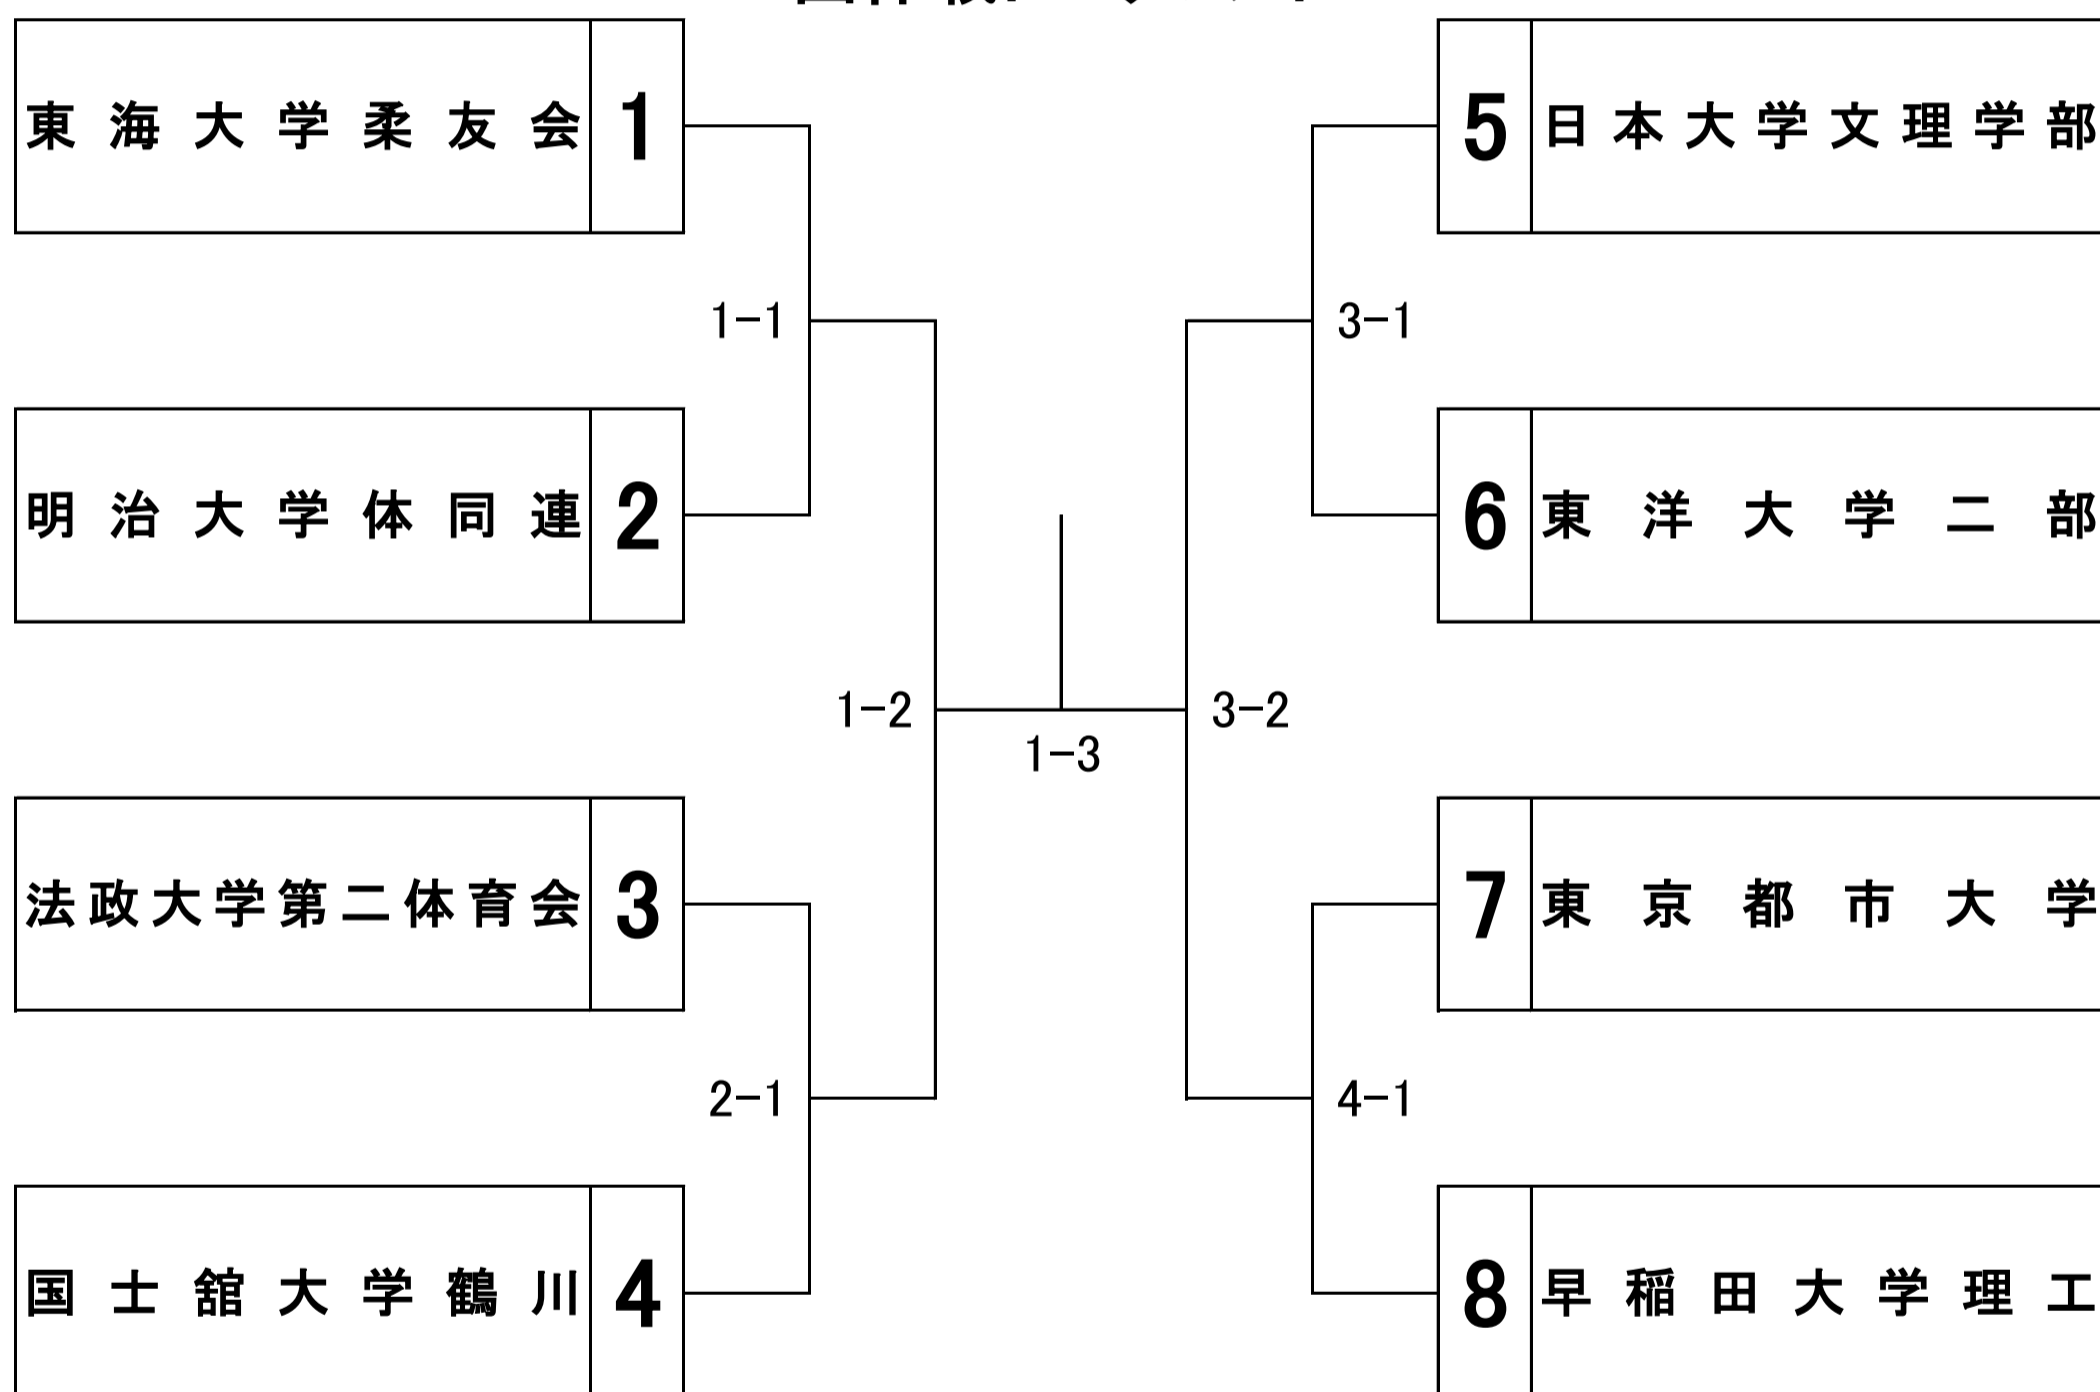 東海大学柔友会 1
5 日本大学文理学部
1-1
3-1
明治大学体同連 2
6 東洋大学二部
1-2
3-2
1-3
法政大学第二体育会 3
7 東京都市大学
2-1
4-1
国士舘大学鶴川 4
8 早稲田大学理工